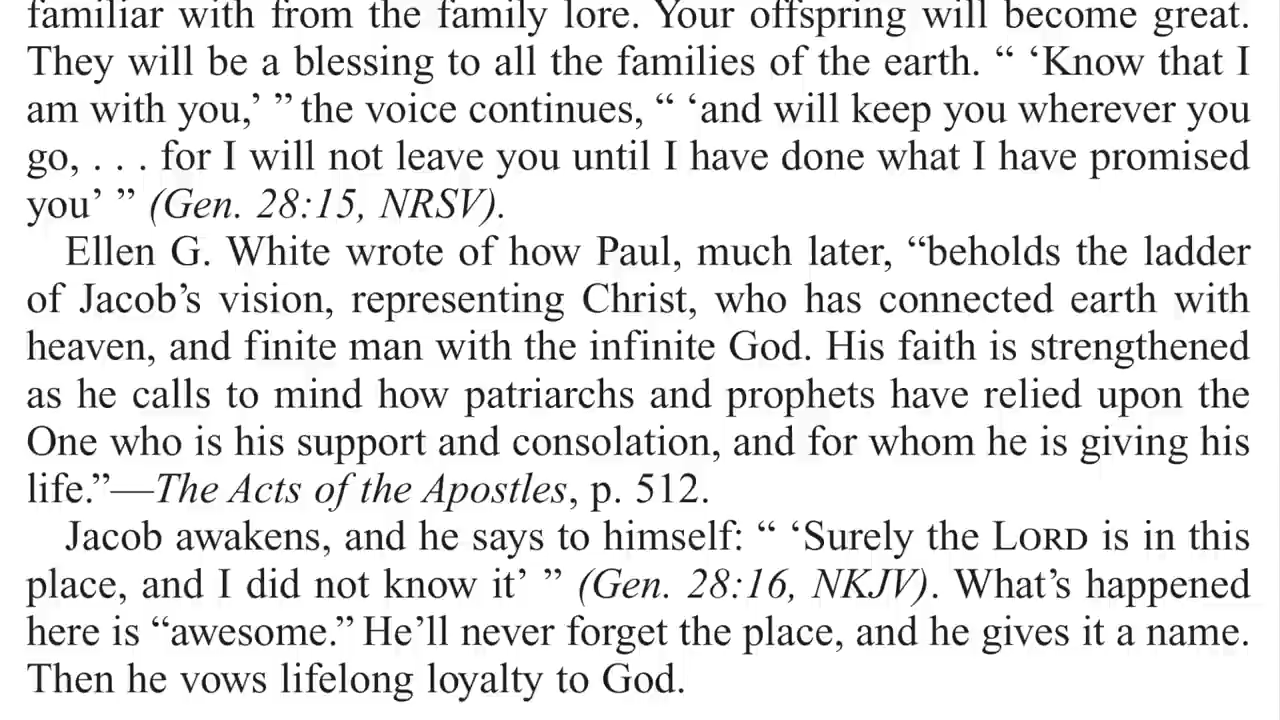 familiar with from the family lore. Your offspring will become great.
They will be a blessing to all the families of the earth. “ ‘Know that I
am with you,’ ” the voice continues, “ ‘and will keep you wherever you
go, . . . for I will not leave you until I have done what I have promised
you’ ” (Gen. 28:15, NRSV).
Ellen G. White wrote of how Paul, much later, “beholds the ladder
of Jacob’s vision, representing Christ, who has connected earth with
heaven, and finite man with the infinite God. His faith is strengthened
as he calls to mind how patriarchs and prophets have relied upon the
One who is his support and consolation, and for whom he is giving his
life.”—The Acts of the Apostles, p. 512.
Jacob awakens, and he says to himself: “ ‘Surely the LORD is in this
place, and I did not know it’ ” (Gen. 28:16, NKJV). What’s happened
here is “awesome.” He’ll never forget the place, and he gives it a name.
Then he vows lifelong loyalty to God.